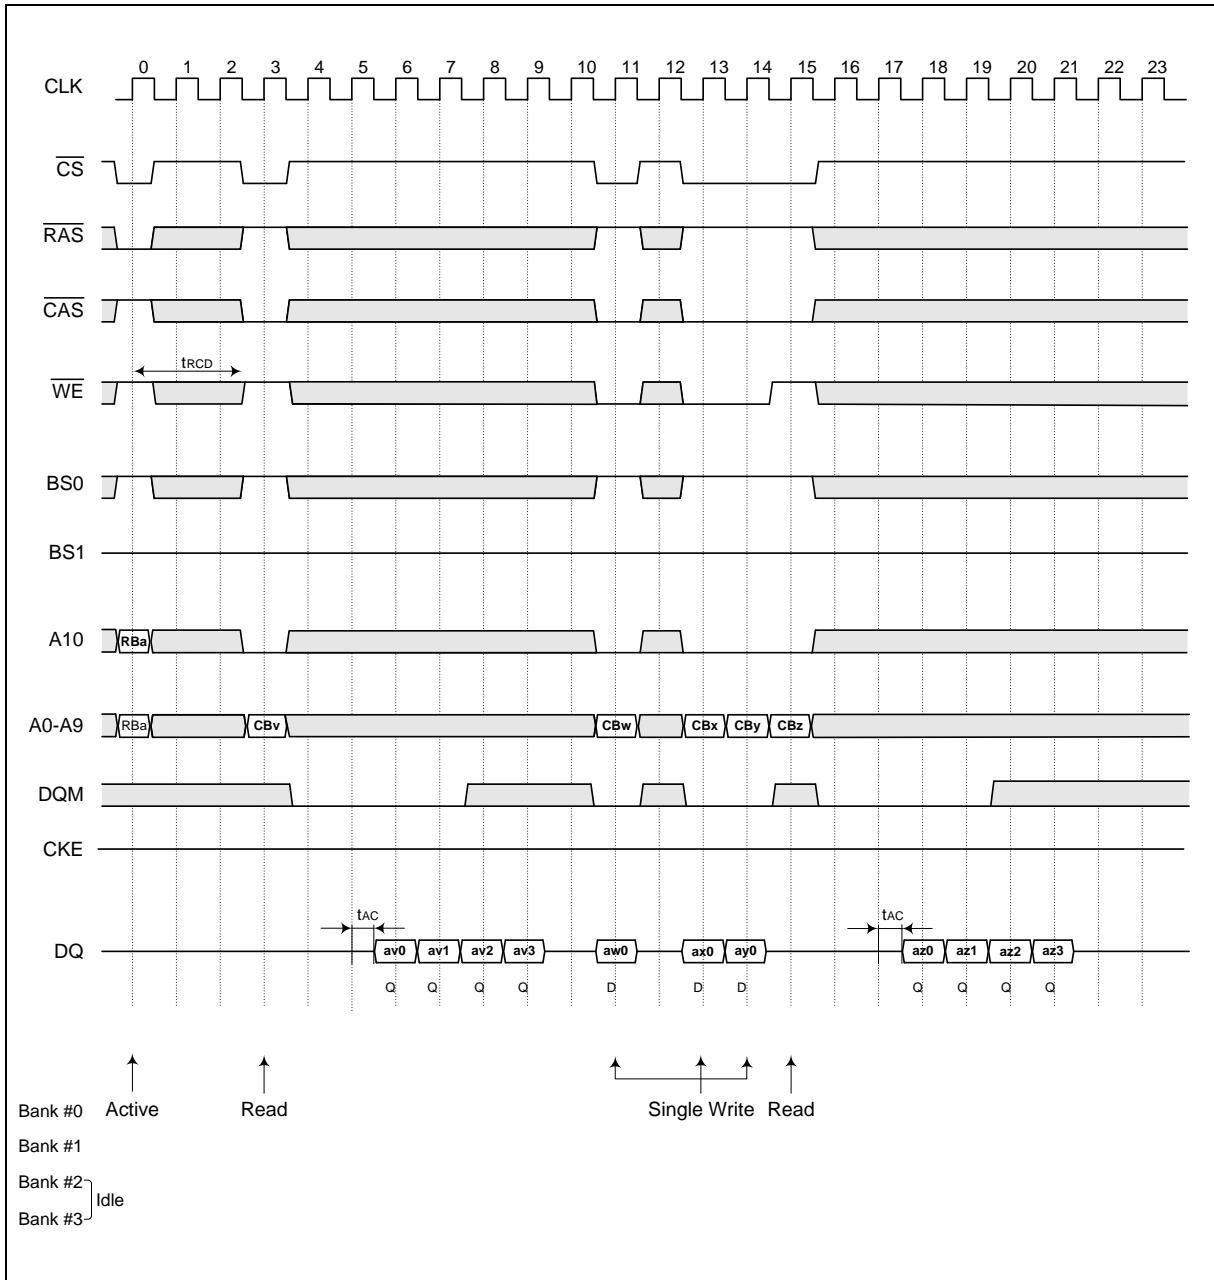 0 1 2 3 4 5 6 7 8 9 10 11 12 13 14 15 16 17 18 19 20 21 22 23
CLK
CS
RAS
CAS
tRCD
WE
BS0
BS1
A10 RBa
A0-A9 RBa CBv CBw CBx CBy CBz
DQM
CKE
tAC tAC
DQ av0 av1 av2 av3 aw0 ax0 ay0 az0 az1 az2 az3
Q Q Q Q D D D Q Q Q Q
Bank #0 Active Read Single Write Read
Bank #1
Bank #2
Idle
Bank #3